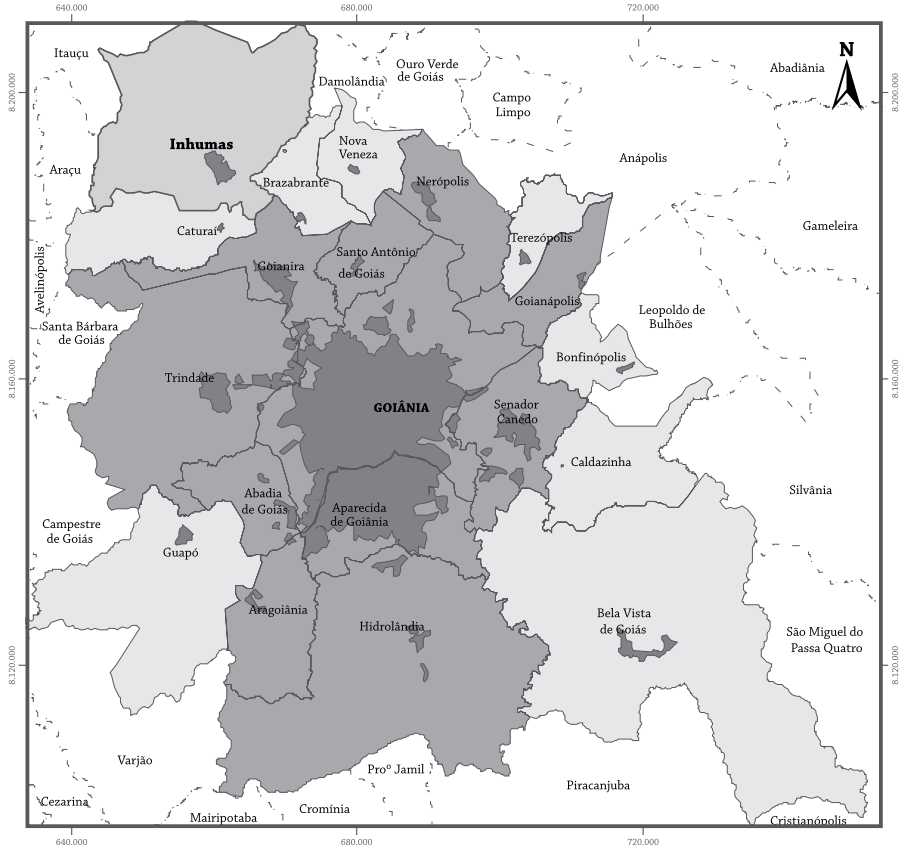 640.000 680.000 720.000
N
Itauçu
Ouro Verde
de Goiás
Abadiânia
Damolândia
8.200.000
8.200.000
Campo
Limpo
Inhumas
Nova
Veneza
Anápolis
Araçu
Brazabrante
Nerópolis
Caturaí
Gameleira
Terezópolis
Santo Antônio
de Goiás
Goianira
Avelinópolis
Goianápolis
Leopoldo de
Bulhões
Santa Bárbara
de Goiás
Bonfinópolis
Trindade
8.160.000
8.160.000
GOIÂNIA
Senador
Canedo
Caldazinha
Silvânia
Abadia
de Goiás
Aparecida
de Goiânia
Campestre
de Goiás
Guapó
Aragoiânia
Hidrolândia
Bela Vista
de Goiás
São Miguel do
Passa Quatro
8.120.000
8.120.000
Varjão
Proº Jamil
Piracanjuba
Cezarina
Cromínia
Mairipotaba
Cristianópolis
640.000 680.000 720.000